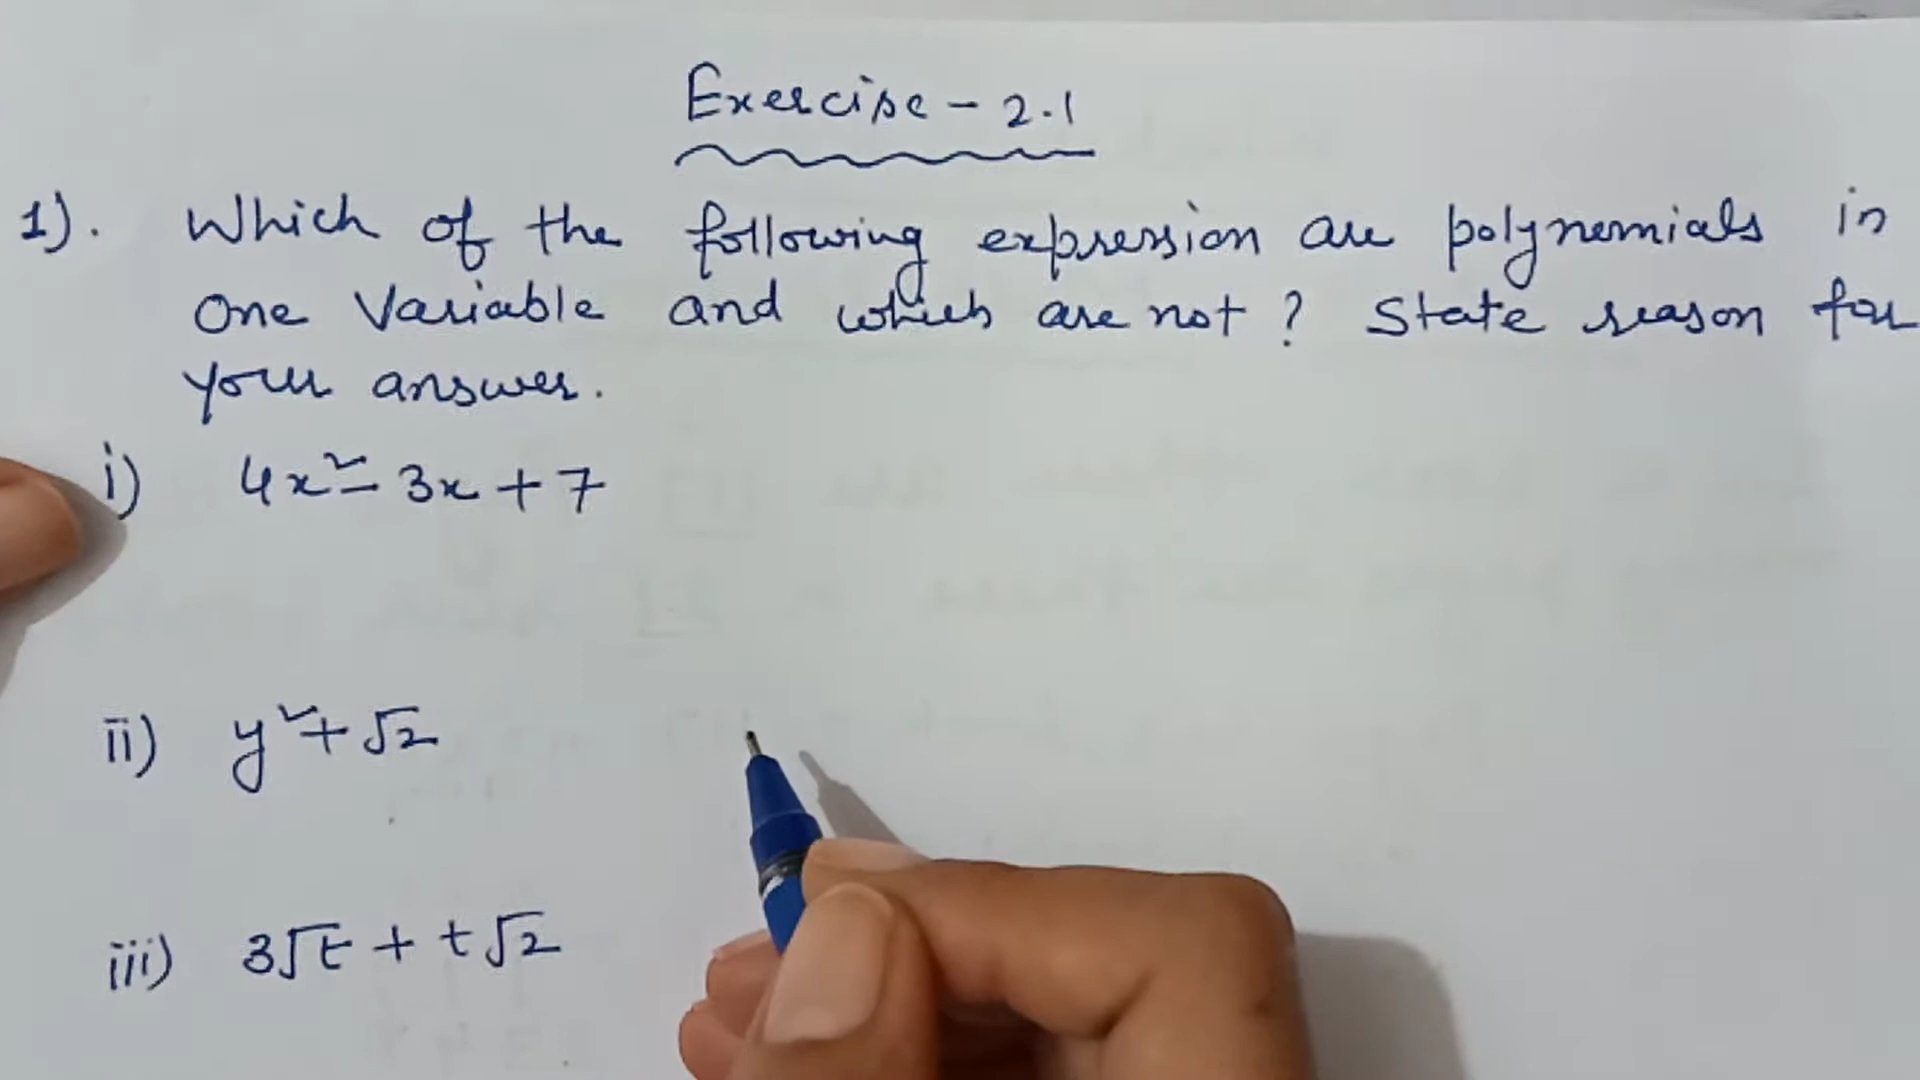 Exercise - 2.1
1). Which of the following expression are polynomials in
one Variable and which are not ? State reason for
your answer.
i) 4x² - 3x + 7
ii) y² + √2
iii) 3√t + t√2